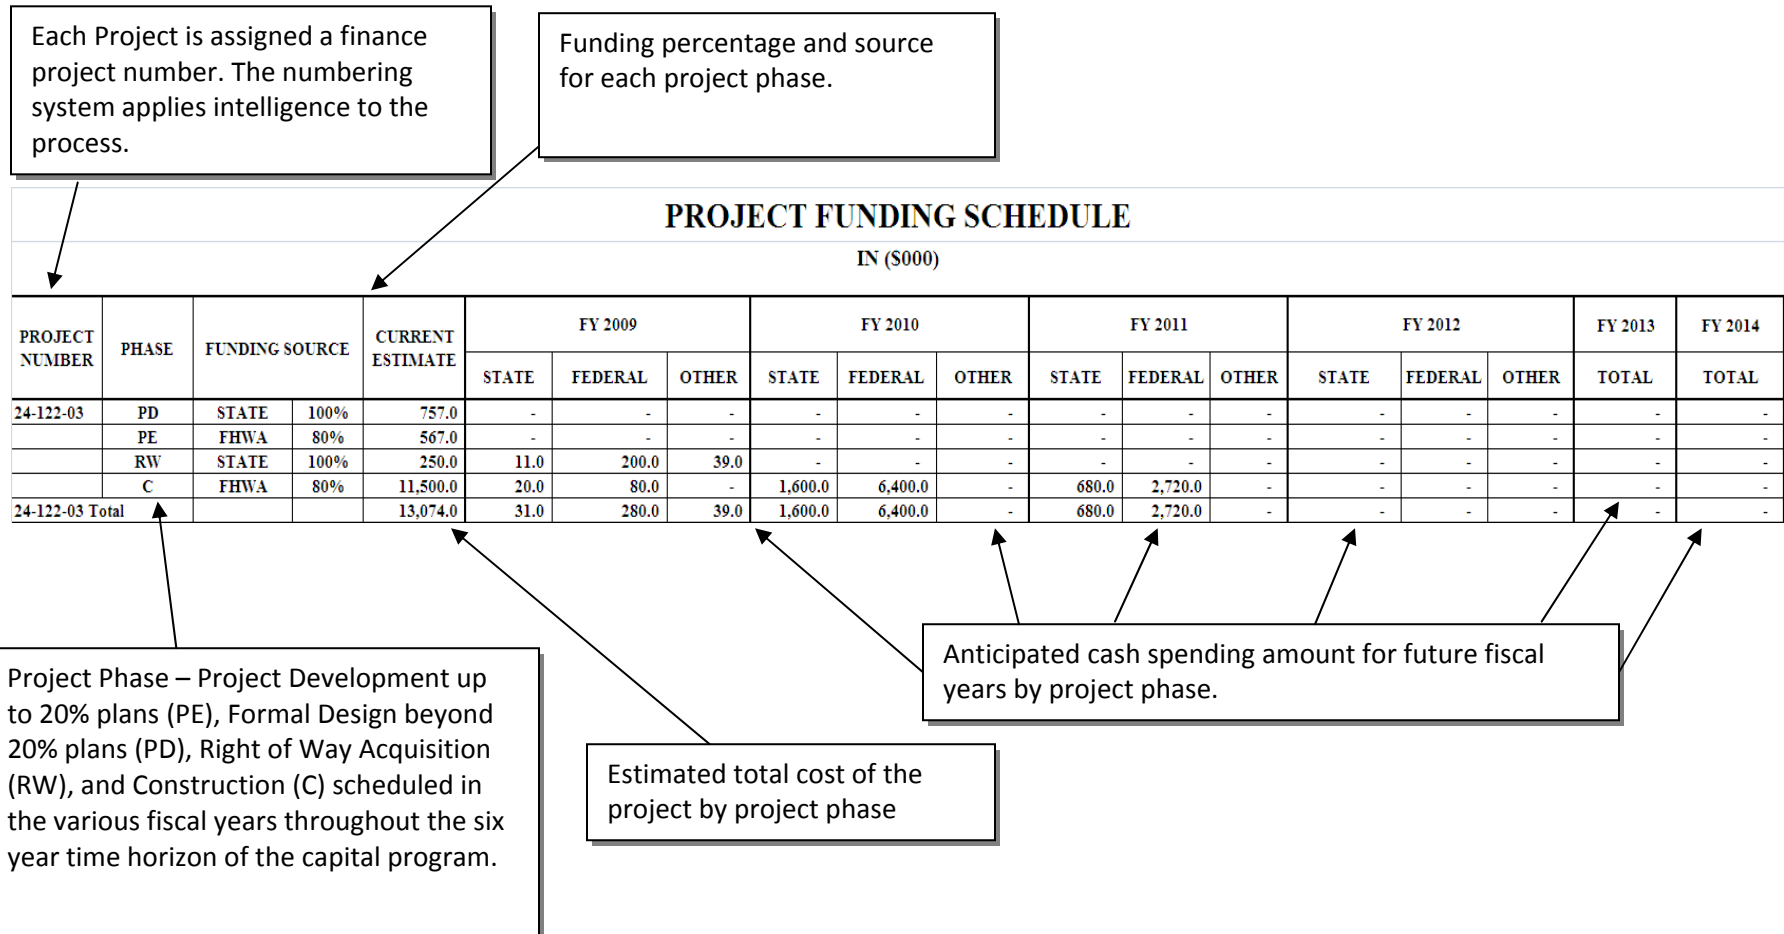 Each Project is assigned a finance
project number. The numbering
system applies intelligence to the
process.
Funding percentage and source
for each project phase.
PROJECT FUNDING SCHEDULE
IN ($000)
PROJECT NUMBER PHASE FUNDING SOURCE CURRENT ESTIMATE FY 2009 FY 2010 FY 2011 FY 2012 FY 2013 FY 2014
STATE FEDERAL OTHER STATE FEDERAL OTHER STATE FEDERAL OTHER STATE FEDERAL OTHER TOTAL TOTAL
24-122-03 PD STATE 100% 757.0 - - - - - - - - - - - - - -
PE FHWA 80% 567.0 - - - - - - - - - - - - - -
RW STATE 100% 250.0 11.0 200.0 39.0 - - - - - - - - - - -
C FHWA 80% 11,500.0 20.0 80.0 - 1,600.0 6,400.0 - 680.0 2,720.0 - - - - - -
24-122-03 Total 13,074.0 31.0 280.0 39.0 1,600.0 6,400.0 - 680.0 2,720.0 - - - - - -
Project Phase – Project Development up
to 20% plans (PE), Formal Design beyond
20% plans (PD), Right of Way Acquisition
(RW), and Construction (C) scheduled in
the various fiscal years throughout the six
year time horizon of the capital program.
Estimated total cost of the
project by project phase
Anticipated cash spending amount for future fiscal
years by project phase.